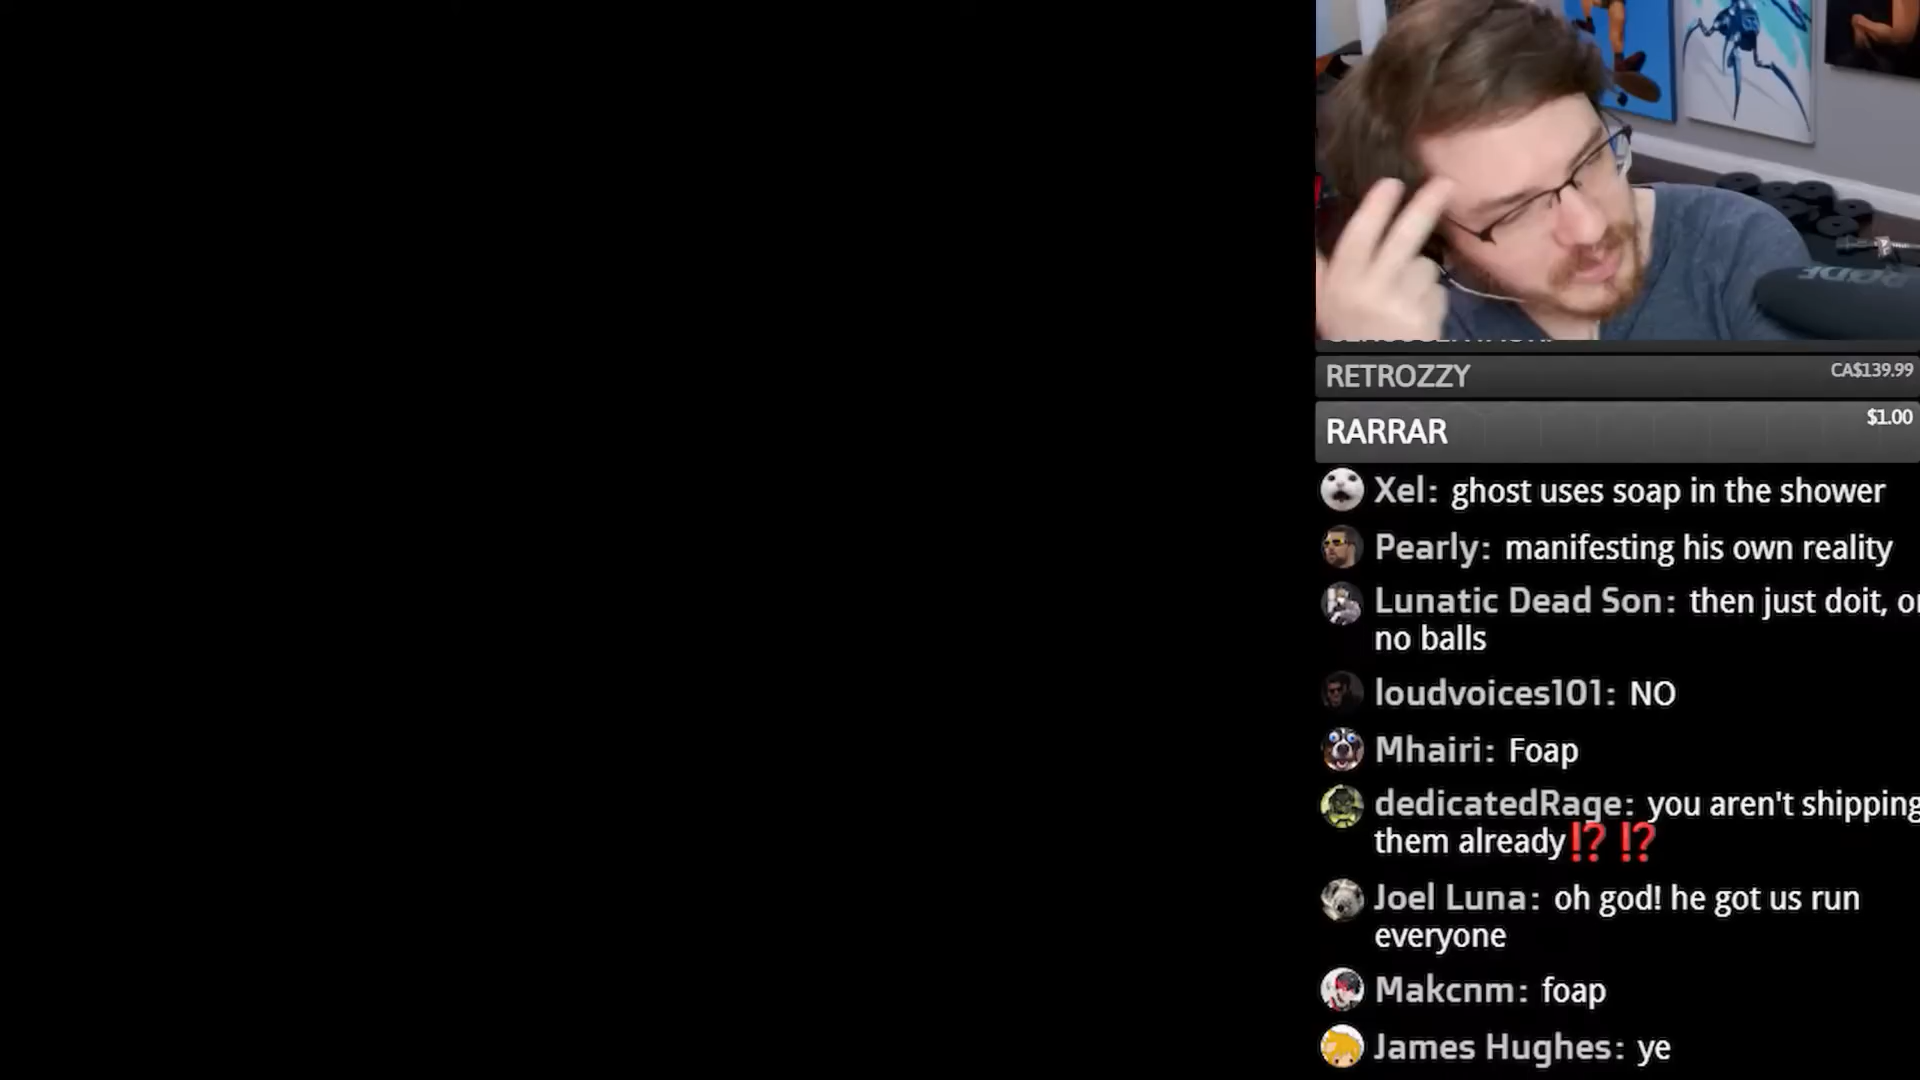 RODE
RETROZZY
CA$139.99
RARRAR
$1.00
Xel: ghost uses soap in the shower
Pearly: manifesting his own reality
Lunatic Dead Son: then just doit, or
no balls
loudvoices101: NO
Mhairi: Foap
dedicatedRage: you aren't shipping
them already⁉️ ⁉️
Joel Luna: oh god! he got us run
everyone
Makcnm: foap
James Hughes: ye